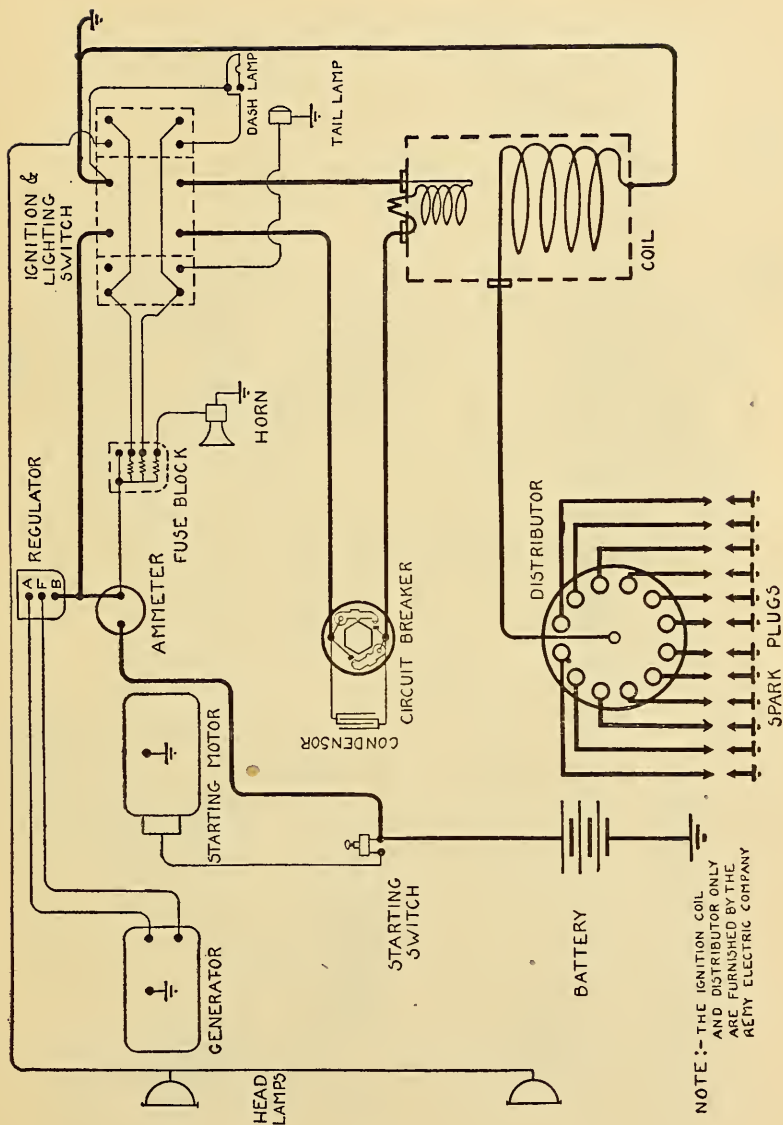 IGNITION &
LIGHTING
SWITCH
DASH LAMP
TAIL LAMP
REGULATOR
A
F
B
AMMETER
FUSE BLOCK
HORN
COIL
GENERATOR
STARTING MOTOR
CONDENSOR
CIRCUIT BREAKER
DISTRIBUTOR
HEAD
LAMPS
STARTING
SWITCH
BATTERY
SPARK PLUGS
NOTE:- THE IGNITION COIL
AND DISTRIBUTOR ONLY
ARE FURNISHED BY THE
REMY ELECTRIC COMPANY